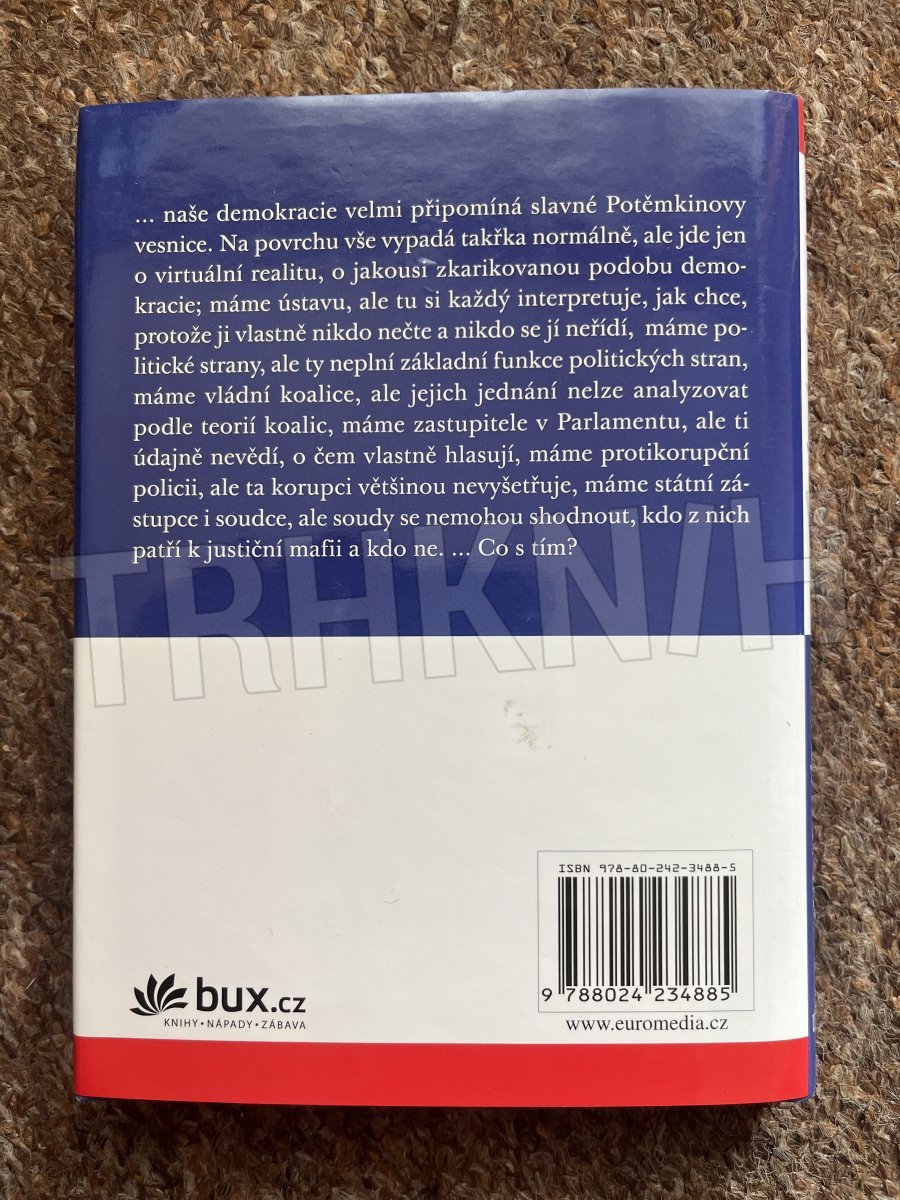 ... naše demokracie velmi připomíná slavné Potěmkinovy
vesnice. Na povrchu vše vypadá takřka normálně, ale jde jen
o virtuální realitu, o jakousi zkarikovanou podobu demo-
kracie; máme ústavu, ale tu si každý interpretuje, jak chce,
protože ji vlastně nikdo nečte a nikdo se jí neřídí, máme po-
litické strany, ale ty neplní základní funkce politických stran,
máme vládní koalice, ale jejich jednání nelze analyzovat
podle teorií koalic, máme zastupitele v Parlamentu, ale ti
údajně nevědí, o čem vlastně hlasují, máme protikorupční
policii, ale ta korupci většinou nevyšetřuje, máme státní zá-
stupce i soudce, ale soudy se nemohou shodnout, kdo z nich
patří k justiční mafii a kdo ne. ... Co s tím?
TRHKNIH
ISBN 978-80-242-3488-5
9 788024 234885
www.euromedia.cz
bux.cz
KNIHY • NÁPADY • ZÁBAVA